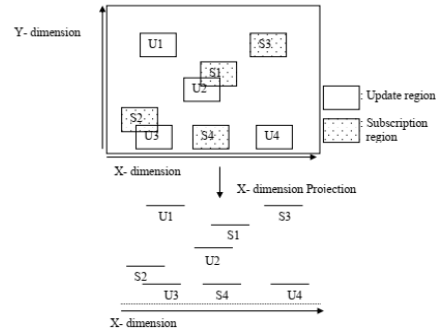 Y- dimension
U1
S3
S1
U2
: Update region
S2
U3
S4
U4
: Subscription
region
X- dimension
X- dimension Projection
U1
S3
S1
U2
S2
U3
S4
U4
X- dimension